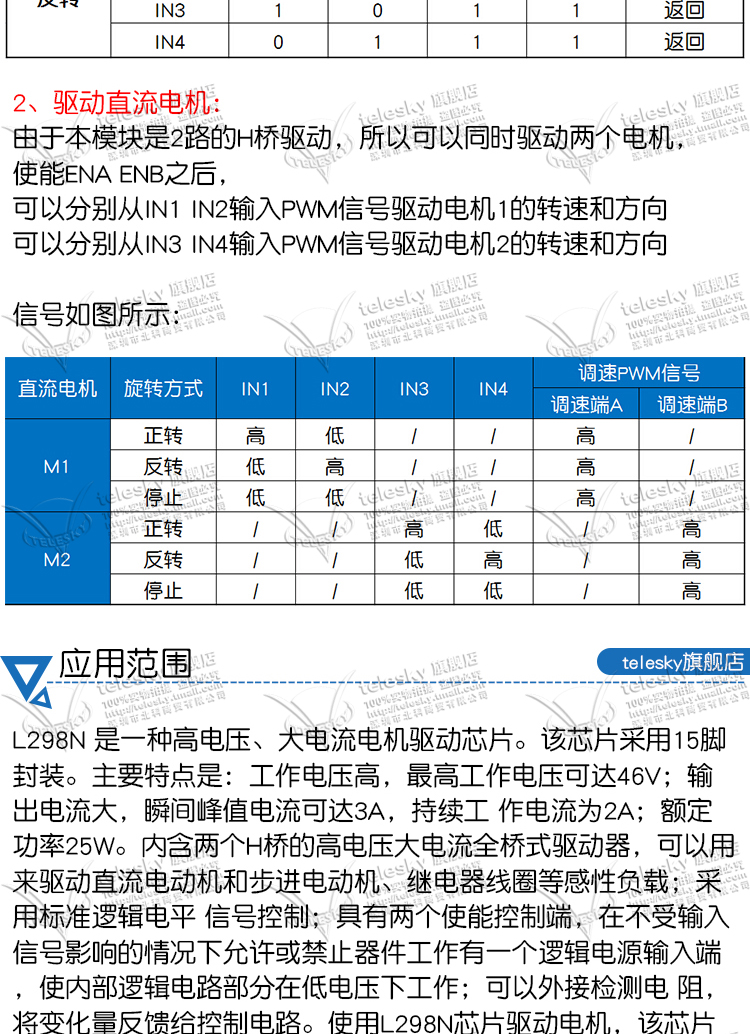 反转
IN3 1 0 1 1 返回
IN4 0 1 1 1 返回
2、驱动直流电机：
由于本模块是2路的H桥驱动，所以可以同时驱动两个电机，
使能ENA ENB之后，
可以分别从IN1 IN2输入PWM信号驱动电机1的转速和方向
可以分别从IN3 IN4输入PWM信号驱动电机2的转速和方向
信号如图所示：
直流电机 旋转方式 IN1 IN2 IN3 IN4 调速PWM信号
调速端A 调速端B
M1 正转 高 低 / / 高 /
反转 低 高 / / 高 /
停止 低 低 / / 高 /
M2 正转 / / 高 低 / 高
反转 / / 低 高 / 高
停止 / / 低 低 / 高
应用范围
telesky旗舰店
L298N 是一种高电压、大电流电机驱动芯片。该芯片采用15脚
封装。主要特点是：工作电压高，最高工作电压可达46V；输
出电流大，瞬间峰值电流可达3A，持续工 作电流为2A；额定
功率25W。内含两个H桥的高电压大电流全桥式驱动器，可以用
来驱动直流电动机和步进电动机、继电器线圈等感性负载；采
用标准逻辑电平 信号控制；具有两个使能控制端，在不受输入
信号影响的情况下允许或禁止器件工作有一个逻辑电源输入端
，使内部逻辑电路部分在低电压下工作；可以外接检测电 阻，
将变化量反馈给控制电路。使用L298N芯片驱动电机，该芯片